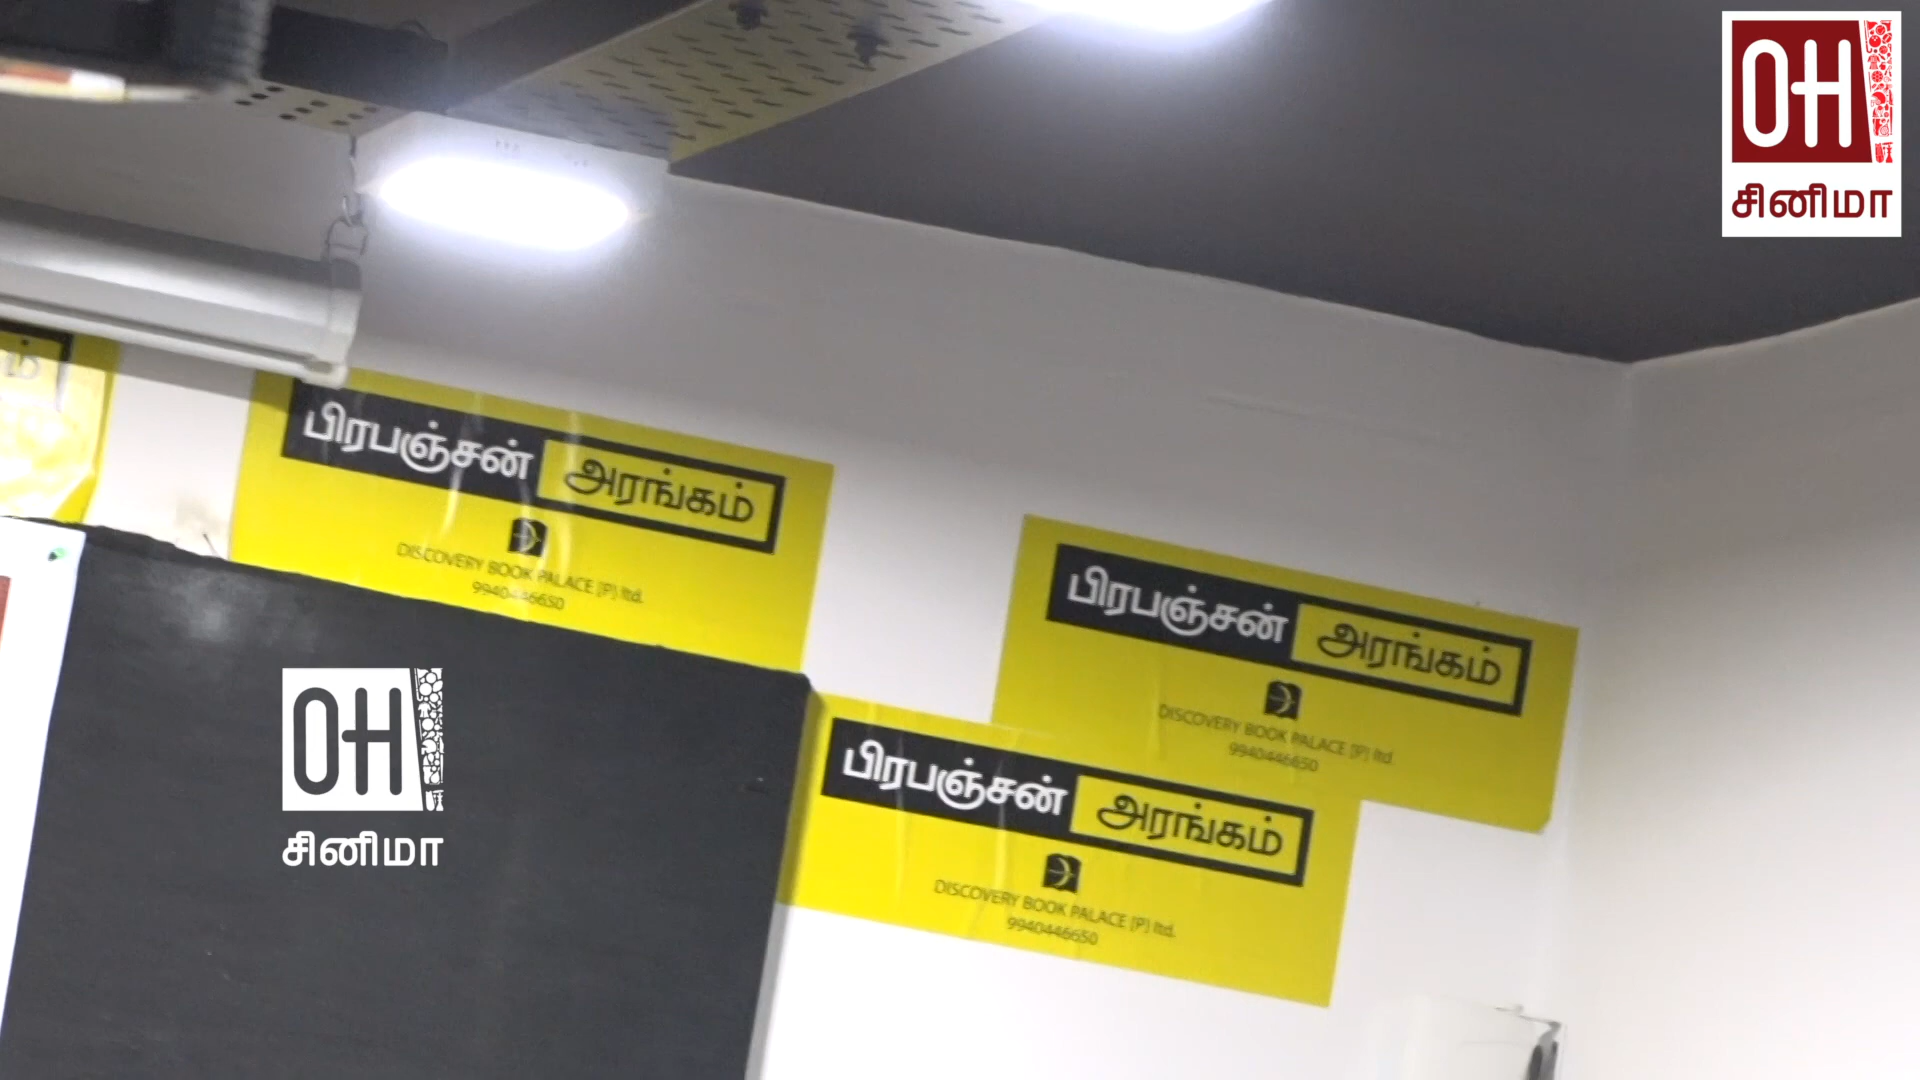 OH
சினிமா
ம்
பிரபஞ்சன் அரங்கம்
DISCOVERY BOOK PALACE [P] ltd.
9940446650
பிரபஞ்சன் அரங்கம்
DISCOVERY BOOK PALACE [P] ltd.
9940446650
பிரபஞ்சன் அரங்கம்
DISCOVERY BOOK PALACE [P] ltd.
9940446650
OH
சினிமா